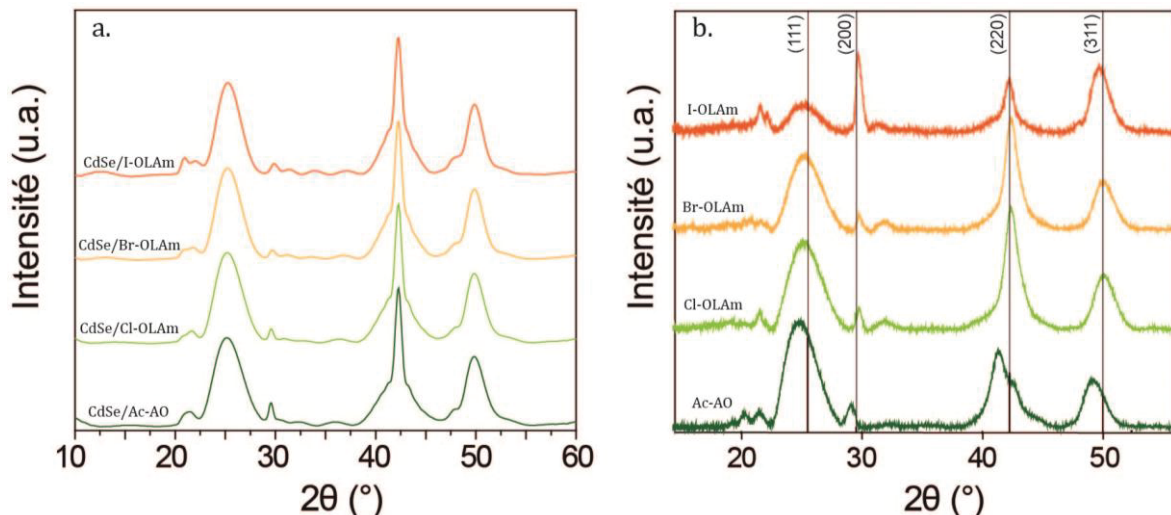 a.
Intensité (u.a.)
CdSe/I-OLAm
CdSe/Br-OLAm
CdSe/Cl-OLAm
CdSe/Ac-AO
10 20 30 40 50 60
2θ (°)
b.
(111) (200) (220) (311)
Intensité (u.a.)
I-OLAm
Br-OLAm
Cl-OLAm
Ac-AO
20 30 40 50
2θ (°)